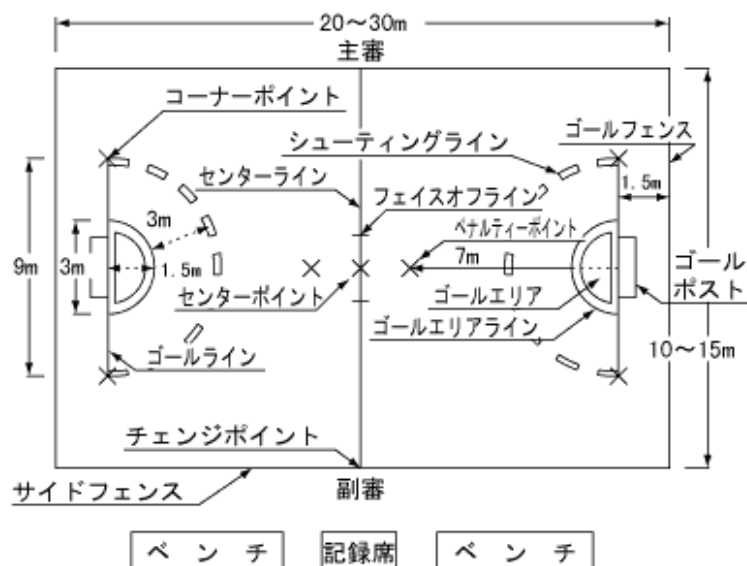 20～30m
主審
コーナーポイント
シューティングライン
ゴールフェンス
センターライン
フェイスオフライン
1.5m
3m
ペナルティーポイント
9m
3m
1.5m
7m
ゴール
ポスト
センターポイント
ゴールエリア
ゴールエリアライン
ゴールライン
10～15m
チェンジポイント
サイドフェンス
副審
ベンチ
記録席
ベンチ